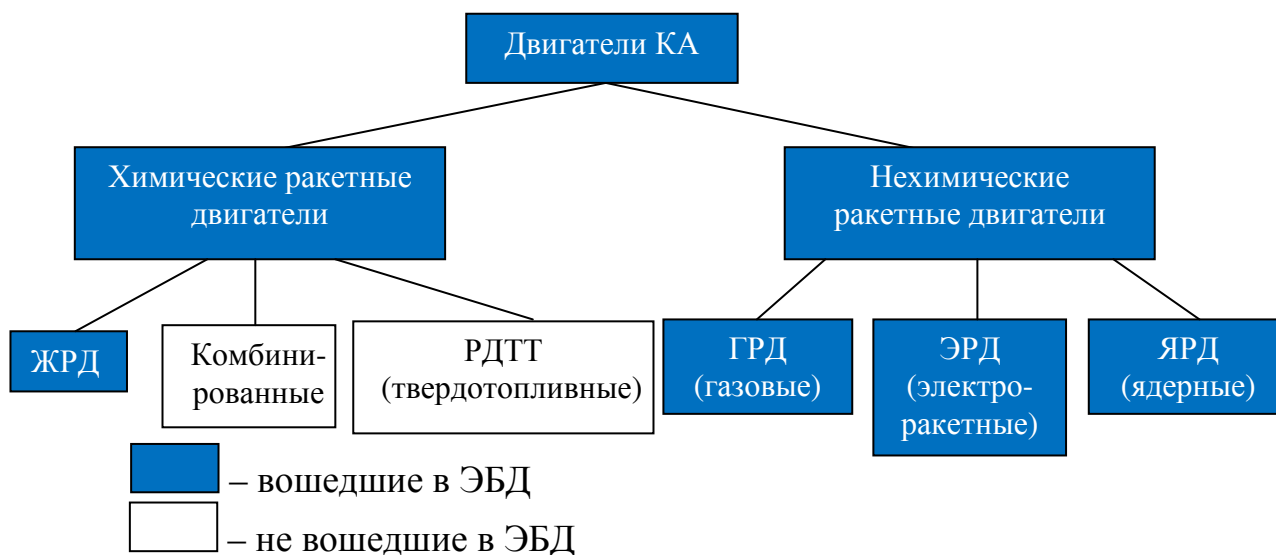 Двигатели КА
Химические ракетные
двигатели
Нехимические
ракетные двигатели
ЖРД
Комбини-
рованные
РДТТ
(твердотопливные)
ГРД
(газовые)
ЭРД
(электро-
ракетные)
ЯРД
(ядерные)
– вошедшие в ЭБД
– не вошедшие в ЭБД